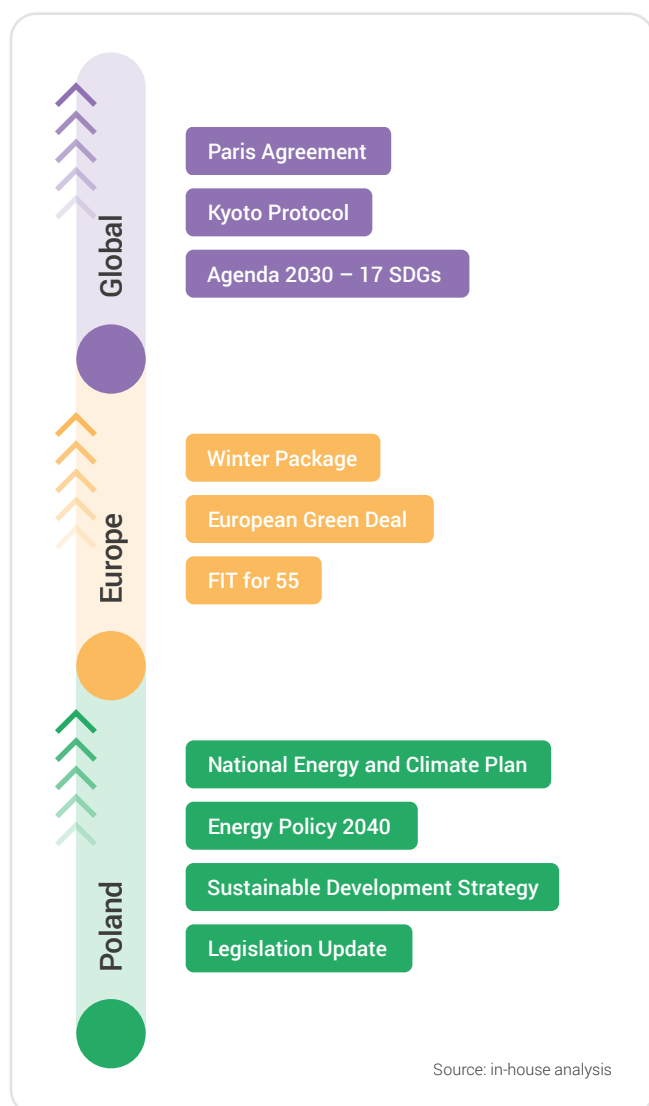 Global
Paris Agreement
Kyoto Protocol
Agenda 2030 – 17 SDGs
Europe
Winter Package
European Green Deal
FIT for 55
Poland
National Energy and Climate Plan
Energy Policy 2040
Sustainable Development Strategy
Legislation Update
Source: in-house analysis